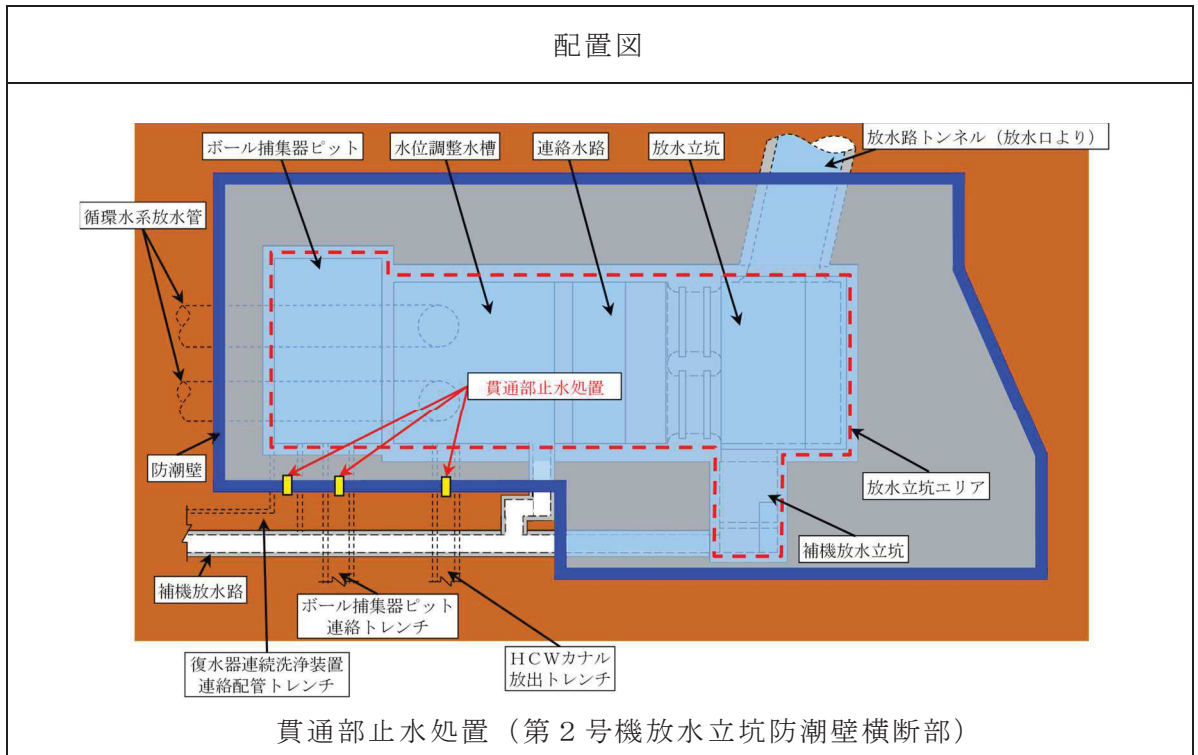 配置図
ボール捕集器ピット
水位調整水槽
連絡水路
放水立坑
放水路トンネル（放水口より）
循環水系放水管
貫通部止水処置
防潮壁
放水立坑エリア
補機放水立坑
補機放水路
ボール捕集器ピット
連絡トレンチ
HCWカナル
放出トレンチ
復水器連続洗浄装置
連絡配管トレンチ
貫通部止水処置（第２号機放水立坑防潮壁横断部）